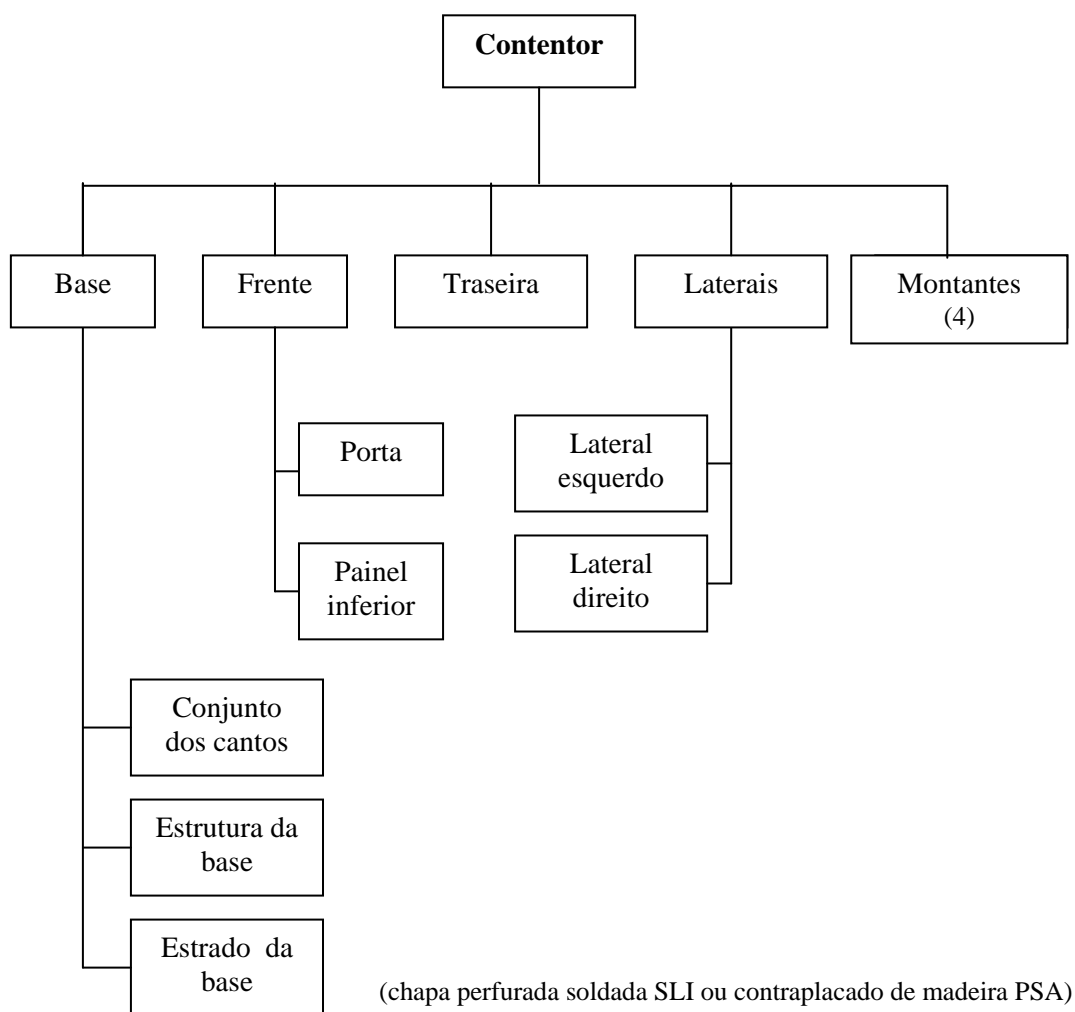 Contentor
Base
Frente
Traseira
Laterais
Montantes
(4)
Porta
Painel
inferior
Lateral
esquerdo
Lateral
direito
Conjunto
dos cantos
Estrutura da
base
Estrado da
base
(chapa perfurada soldada SLI ou contraplacado de madeira PSA)